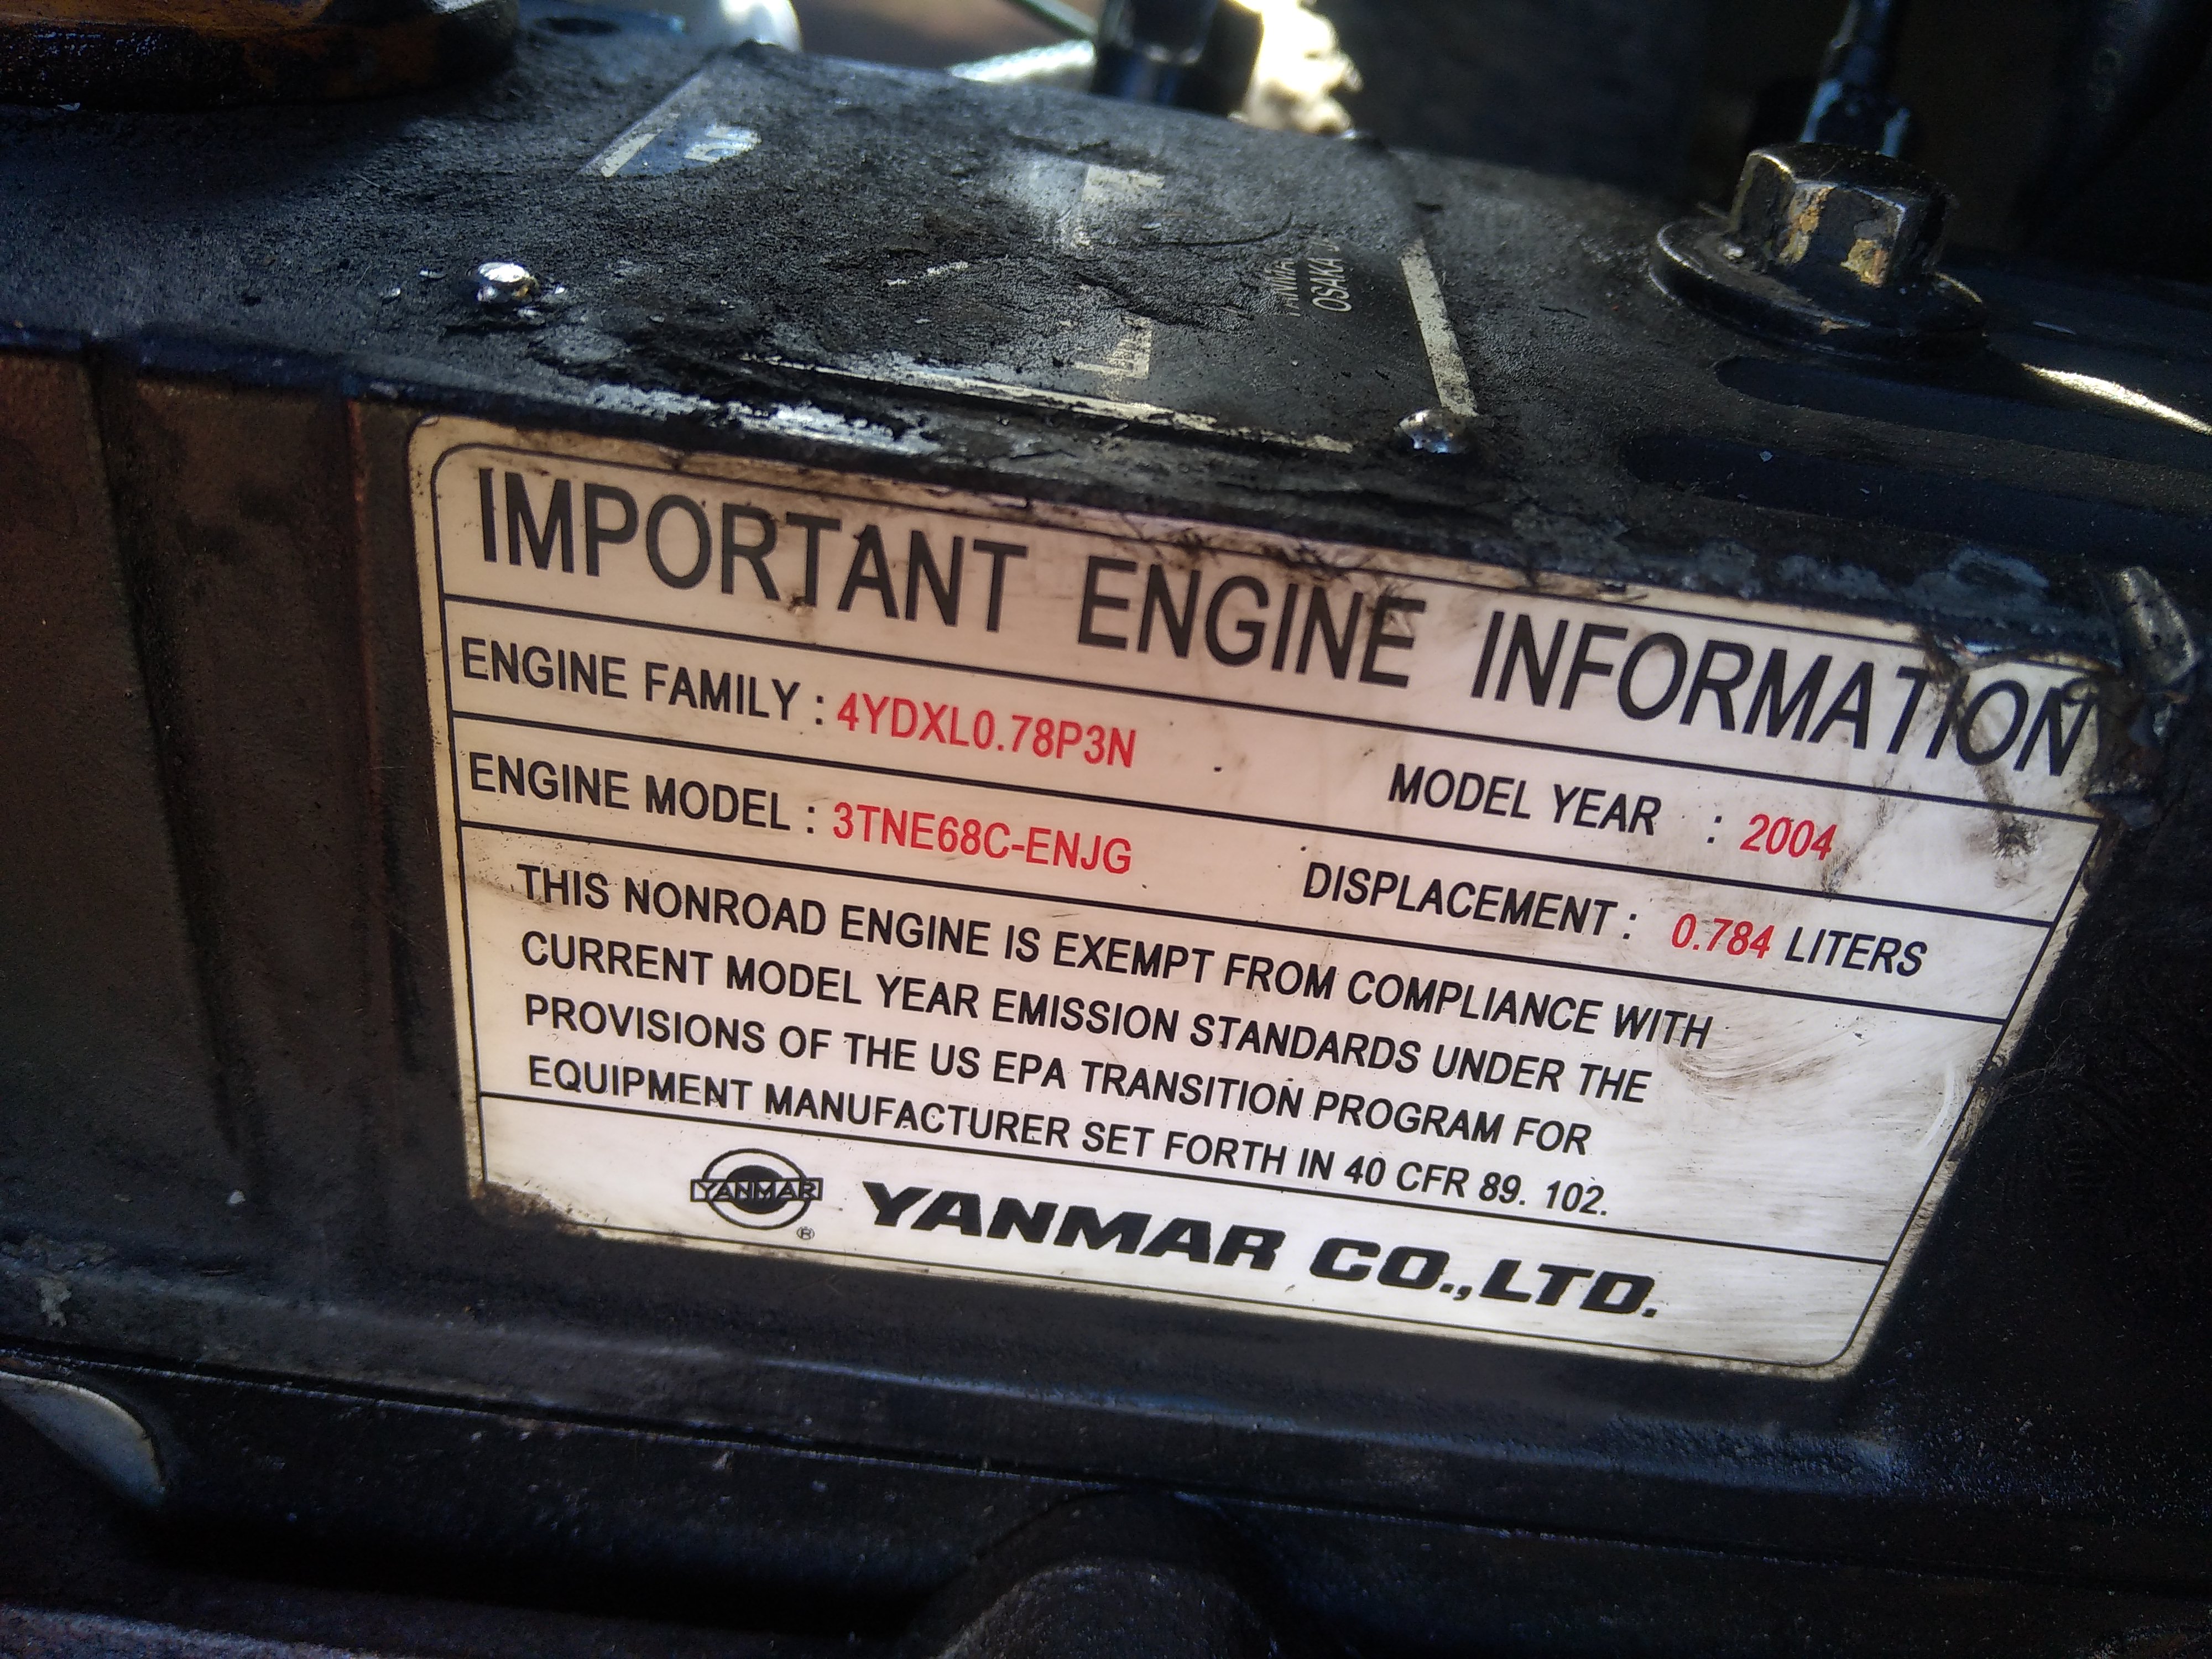 OSAKA
IMPORTANT ENGINE INFORMATION
ENGINE FAMILY : 4YDXL0.78P3N MODEL YEAR : 2004
ENGINE MODEL : 3TNE68C-ENJG DISPLACEMENT : 0.784 LITERS
THIS NONROAD ENGINE IS EXEMPT FROM COMPLIANCE WITH
CURRENT MODEL YEAR EMISSION STANDARDS UNDER THE
PROVISIONS OF THE US EPA TRANSITION PROGRAM FOR
EQUIPMENT MANUFACTURER SET FORTH IN 40 CFR 89. 102.
YANMAR ® YANMAR CO.,LTD.